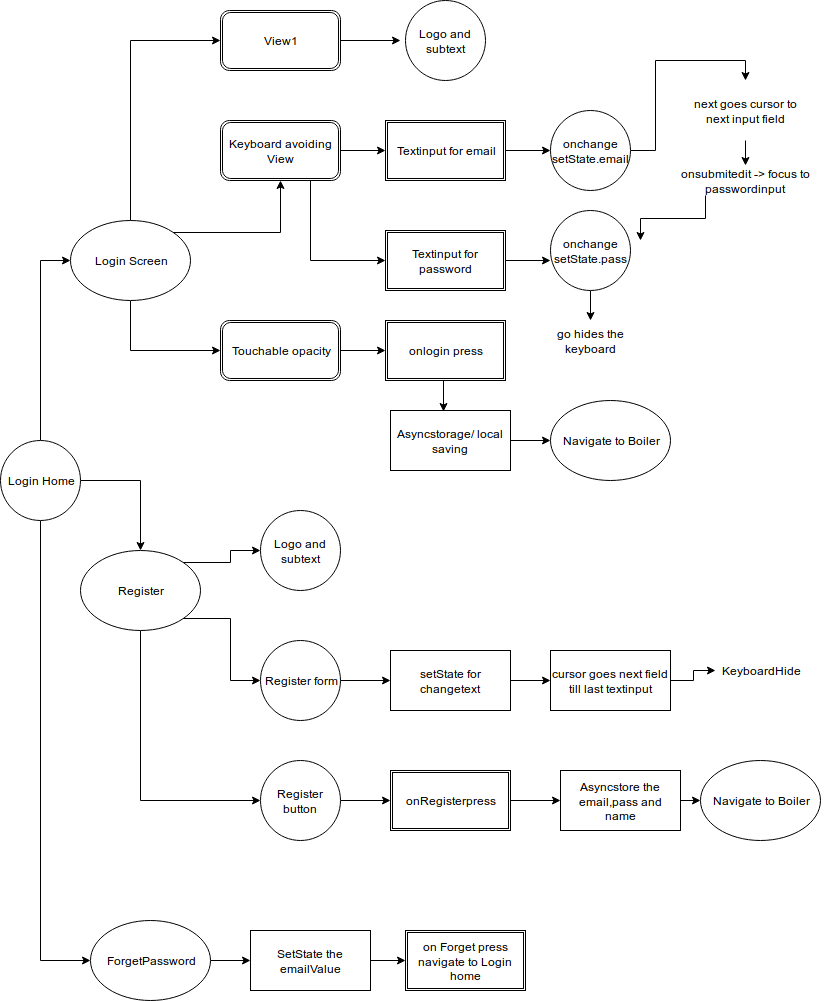 View1
Logo and
subtext
Keyboard avoiding
View
Textinput for email
onchange
setState.email
next goes cursor to
next input field
onsubmitedit -> focus to
passwordinput
Login Screen
Textinput for
password
onchange
setState.pass
go hides the
keyboard
Touchable opacity
onlogin press
Asyncstorage/ local
saving
Navigate to Boiler
Login Home
Logo and
subtext
Register
Register form
setState for
changetext
cursor goes next field
till last textinput
KeyboardHide
Register
button
onRegisterpress
Asyncstore the
email,pass and
name
Navigate to Boiler
ForgetPassword
SetState the
emailValue
on Forget press
navigate to Login
home